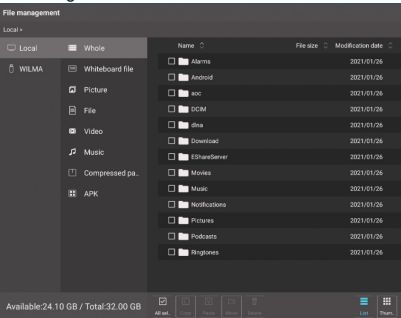 File management
Local >
Local
WILMA
Whole
Whiteboard file
Picture
File
Video
Music
Compressed pa..
APK
Name File size Modification date
Alarms 2021/01/26
Android 2021/01/26
aoc 2021/01/26
DCIM 2021/01/26
dlna 2021/01/26
Download 2021/01/26
EShareServer 2021/01/26
Movies 2021/01/26
Music 2021/01/26
Notifications 2021/01/26
Pictures 2021/01/26
Podcasts 2021/01/26
Ringtones 2021/01/26
Available:24.10 GB / Total:32.00 GB
All sel. Copy Paste Move Delete List Thum.